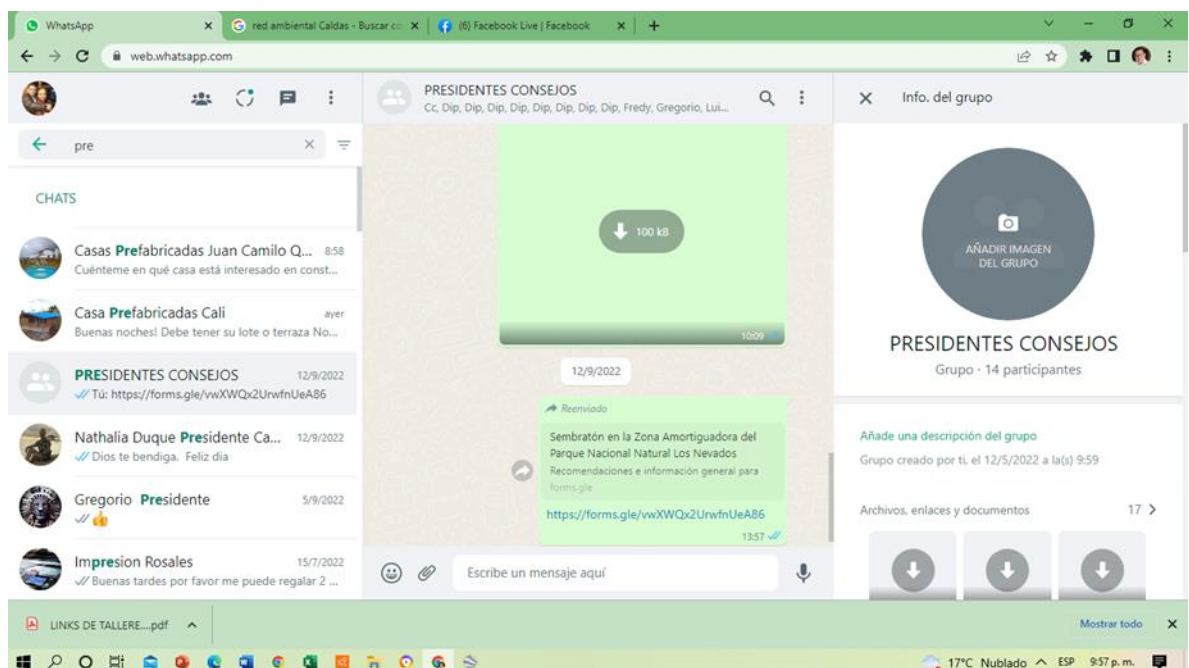 WhatsApp
red ambiental Caldas - Buscar co
(6) Facebook Live | Facebook
web.whatsapp.com
pre
CHATS
Casas Prefabricadas Juan Camilo Q... 8:58
Cuénteme en qué casa está interesado en const...
Casa Prefabricadas Cali ayer
Buenas noches! Debe tener su lote o terraza No...
PRESIDENTES CONSEJOS 12/9/2022
Tú: https://forms.gle/vwXWQx2UrwfnUeA86
Nathalia Duque Presidente Ca... 12/9/2022
Dios te bendiga. Feliz dia
Gregorio Presidente 5/9/2022
Impresion Rosales 15/7/2022
Buenas tardes por favor me puede regalar 2 ...
PRESIDENTES CONSEJOS
Cc, Dip, Dip, Dip, Dip, Dip, Dip, Dip, Dip, Fredy, Gregorio, Lui...
100 kB
10:09
12/9/2022
Reenviado
Sembratón en la Zona Amortiguadora del
Parque Nacional Natural Los Nevados
Recomendaciones e información general para
forms.gle
https://forms.gle/vwXWQx2UrwfnUeA86
13:57
Escribe un mensaje aquí
Info. del grupo
AÑADIR IMAGEN
DEL GRUPO
PRESIDENTES CONSEJOS
Grupo · 14 participantes
Añade una descripción del grupo
Grupo creado por ti, el 12/5/2022 a la(s) 9:59
Archivos, enlaces y documentos 17
LINKS DE TALLERE....pdf
Mostrar todo
17°C Nublado ESP 9:57 p. m.